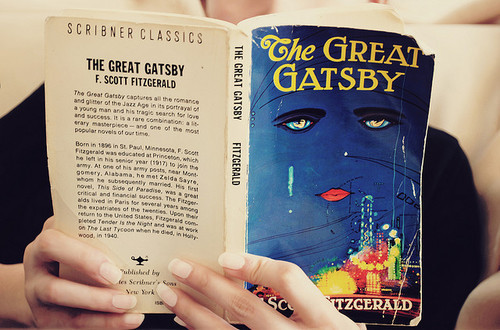 SCRIBNER CLASSICS
THE GREAT GATSBY
F. SCOTT FITZGERALD
The Great Gatsby captures all the romance
and glitter of the Jazz Age in its portrayal of
a young man and his tragic search for love
and success. It is a rare combination: a lit-
erary masterpiece — and one of the most
popular novels of our time.
Born in 1896 in St. Paul, Minnesota, F. Scott
Fitzgerald was educated at Princeton, which
he left in his senior year (1917) to join the
army. At one of his army posts, near Mont-
gomery, Alabama, he met Zelda Sayre,
whom he subsequently married. His first
novel, This Side of Paradise, was a great
critical and financial success. The Fitzger-
alds lived in Paris for several years among
the expatriates of the twenties. Upon their
return to the United States, Fitzgerald com-
pleted Tender Is the Night and was at work
on The Last Tycoon when he died, in Holly-
wood, in 1940.
Published by
Scribner's Sons
New York
THE GREAT GATSBY
FITZGERALD
The GREAT
GATSBY
SCO ITZGERALD